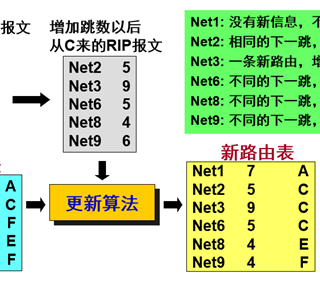 报文
增加跳数以后
从C来的RIP报文
Net2 5
Net3 9
Net6 5
Net8 4
Net9 6
Net1: 没有新信息，不
Net2: 相同的下一跳，
Net3: 一条新路由，增
Net6: 不同的下一跳，
Net8: 不同的下一跳，
Net9: 不同的下一跳，
A
C
F
E
F
更新算法
新路由表
Net1 7 A
Net2 5 C
Net3 9 C
Net6 5 C
Net8 4 E
Net9 4 F